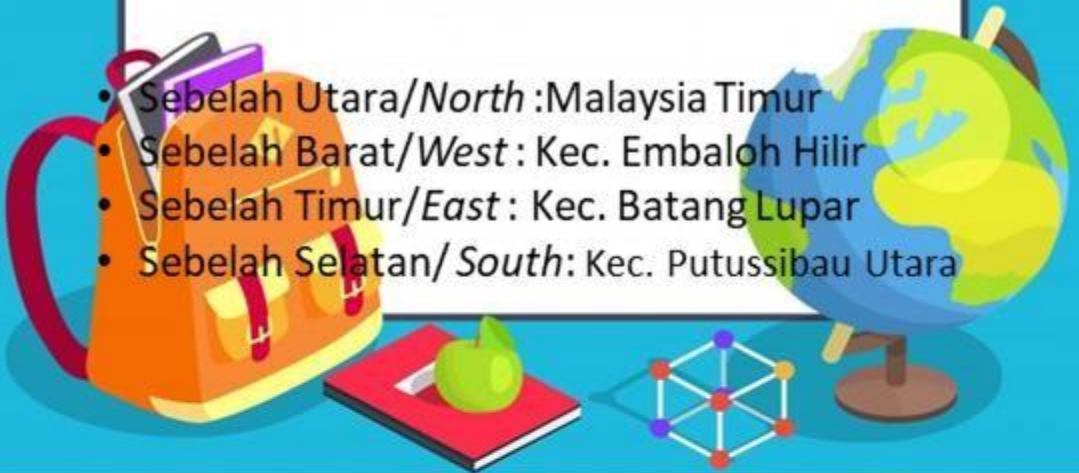 • Sebelah Utara/North :Malaysia Timur
• Sebelah Barat/West : Kec. Embaloh Hilir
• Sebelah Timur/East : Kec. Batang Lupar
• Sebelah Selatan/ South: Kec. Putussibau Utara